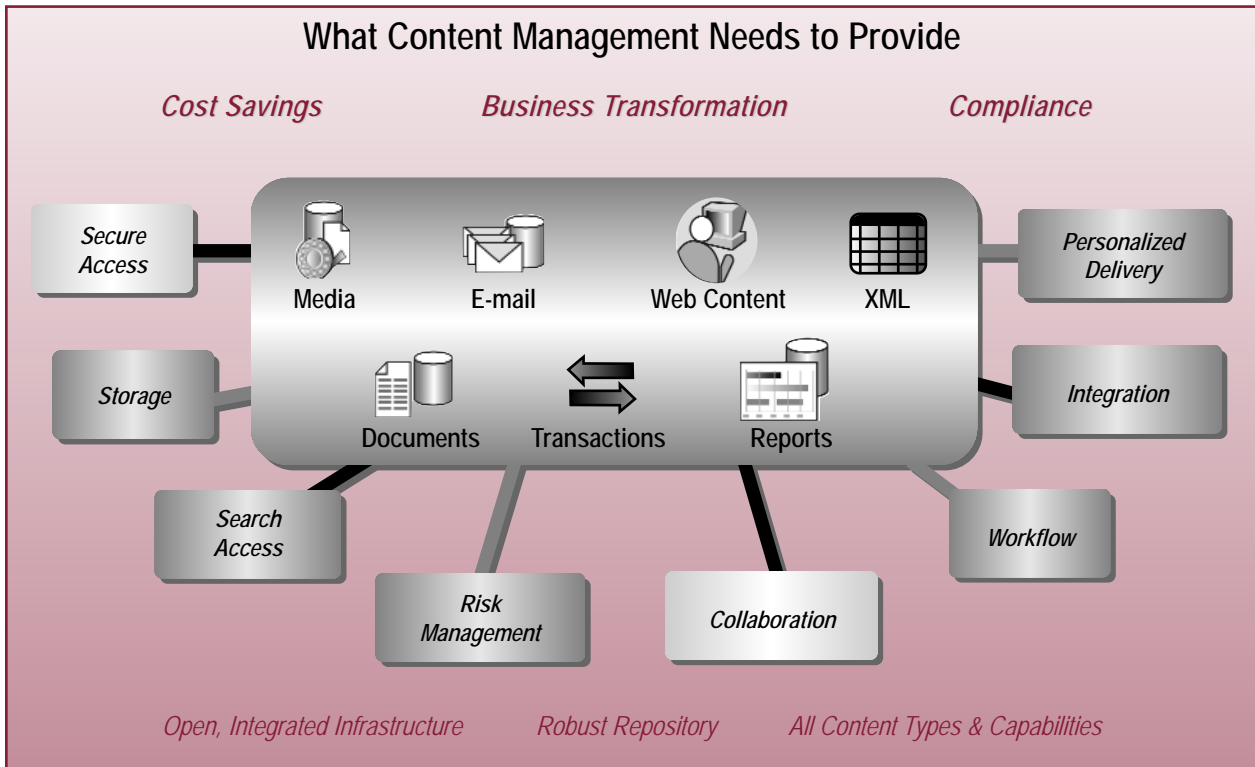 What Content Management Needs to Provide
Cost Savings
Business Transformation
Compliance
Secure
Access
Media
E-mail
Web Content
XML
Personalized
Delivery
Storage
Documents
Transactions
Reports
Integration
Search
Access
Workflow
Risk
Management
Collaboration
Open, Integrated Infrastructure
Robust Repository
All Content Types & Capabilities